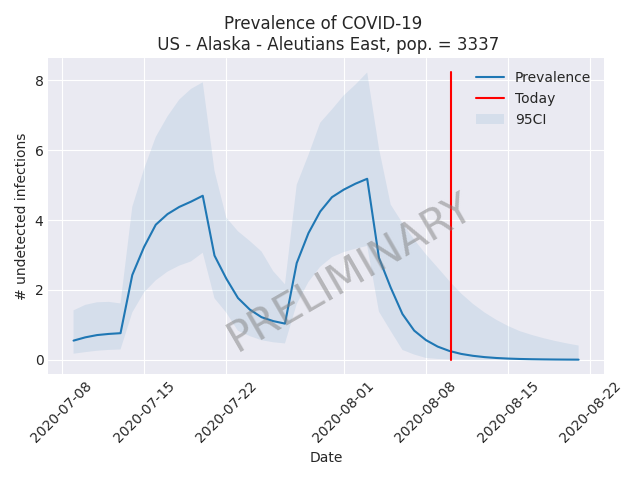 Prevalence of COVID-19
US - Alaska - Aleutians East, pop. = 3337
# undetected infections
8
6
4
2
0
Prevalence
Today
95CI
PRELIMINARY
2020-07-08
2020-07-15
2020-07-22
2020-08-01
2020-08-08
2020-08-15
2020-08-22
Date